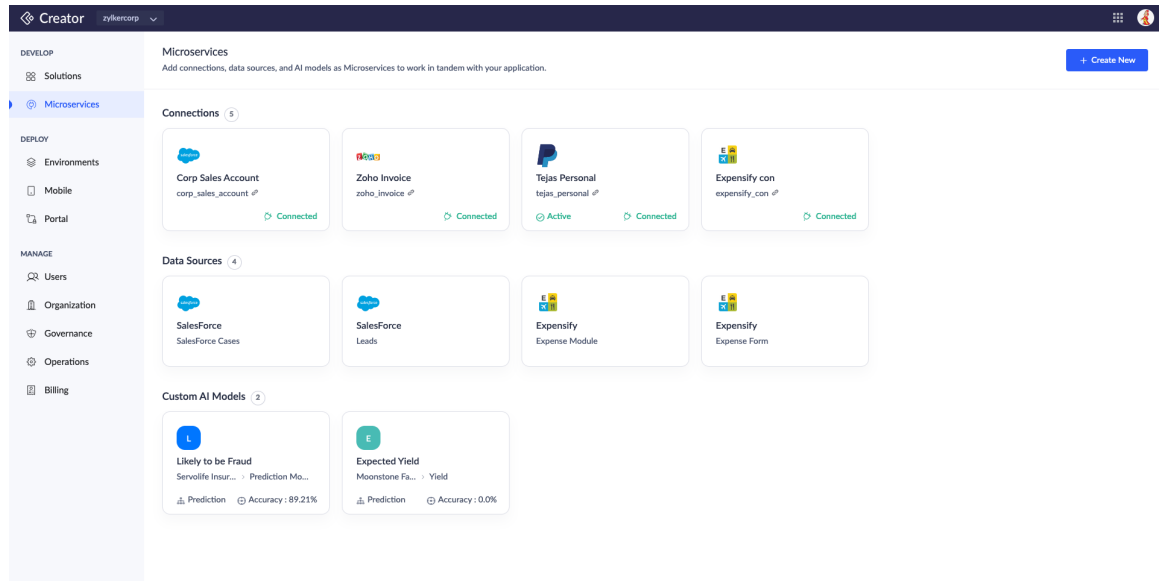 Creator zylkercorp
DEVELOP
Solutions
Microservices
DEPLOY
Environments
Mobile
Portal
MANAGE
Users
Organization
Governance
Operations
Billing
Microservices
Add connections, data sources, and AI models as Microservices to work in tandem with your application.
+ Create New
Connections 5
salesforce
Corp Sales Account
corp_sales_account
Connected
ZOHO
Zoho Invoice
zoho_invoice
Connected
Tejas Personal
tejas_personal
Active Connected
E
Expensify con
expensify_con
Connected
Data Sources 4
salesforce
SalesForce
SalesForce Cases
salesforce
SalesForce
Leads
E
Expensify
Expense Module
E
Expensify
Expense Form
Custom AI Models 2
L
Likely to be Fraud
Servolife Insur... > Prediction Mo...
Prediction Accuracy : 89.21%
E
Expected Yield
Moonstone Fa... > Yield
Prediction Accuracy : 0.0%